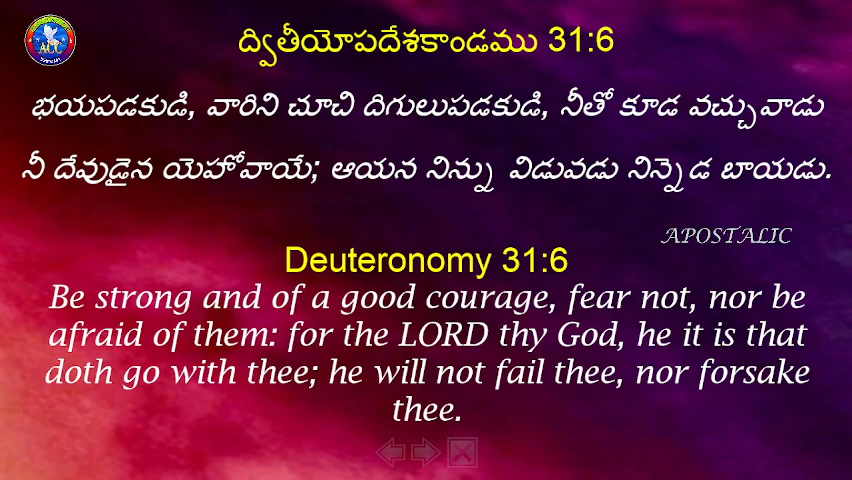 ACC
ద్వితీయోపదేశకాండము 31:6
భయపడకుడి, వారిని చూచి దిగులుపడకుడి, నీతో కూడ వచ్చువాడు
నీ దేవుడైన యెహోవాయే; ఆయన నిన్ను విడువడు నిన్నెడ బాయడు.
APOSTALIC
Deuteronomy 31:6
Be strong and of a good courage, fear not, nor be
afraid of them: for the LORD thy God, he it is that
doth go with thee; he will not fail thee, nor forsake
thee.